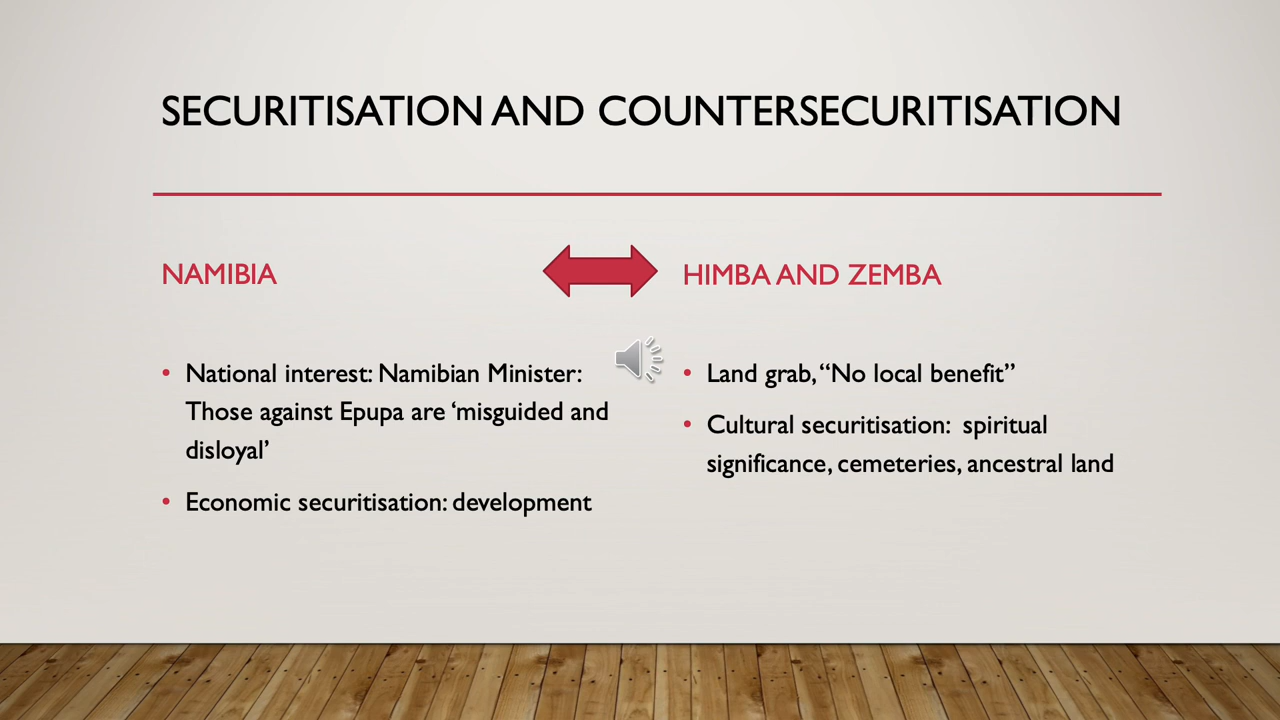 SECURITISATION AND COUNTERSECURITISATION
NAMIBIA
• National interest: Namibian Minister:
Those against Epupa are ‘misguided and
disloyal’
• Economic securitisation: development
HIMBA AND ZEMBA
• Land grab, “No local benefit”
• Cultural securitisation:  spiritual
significance, cemeteries, ancestral land